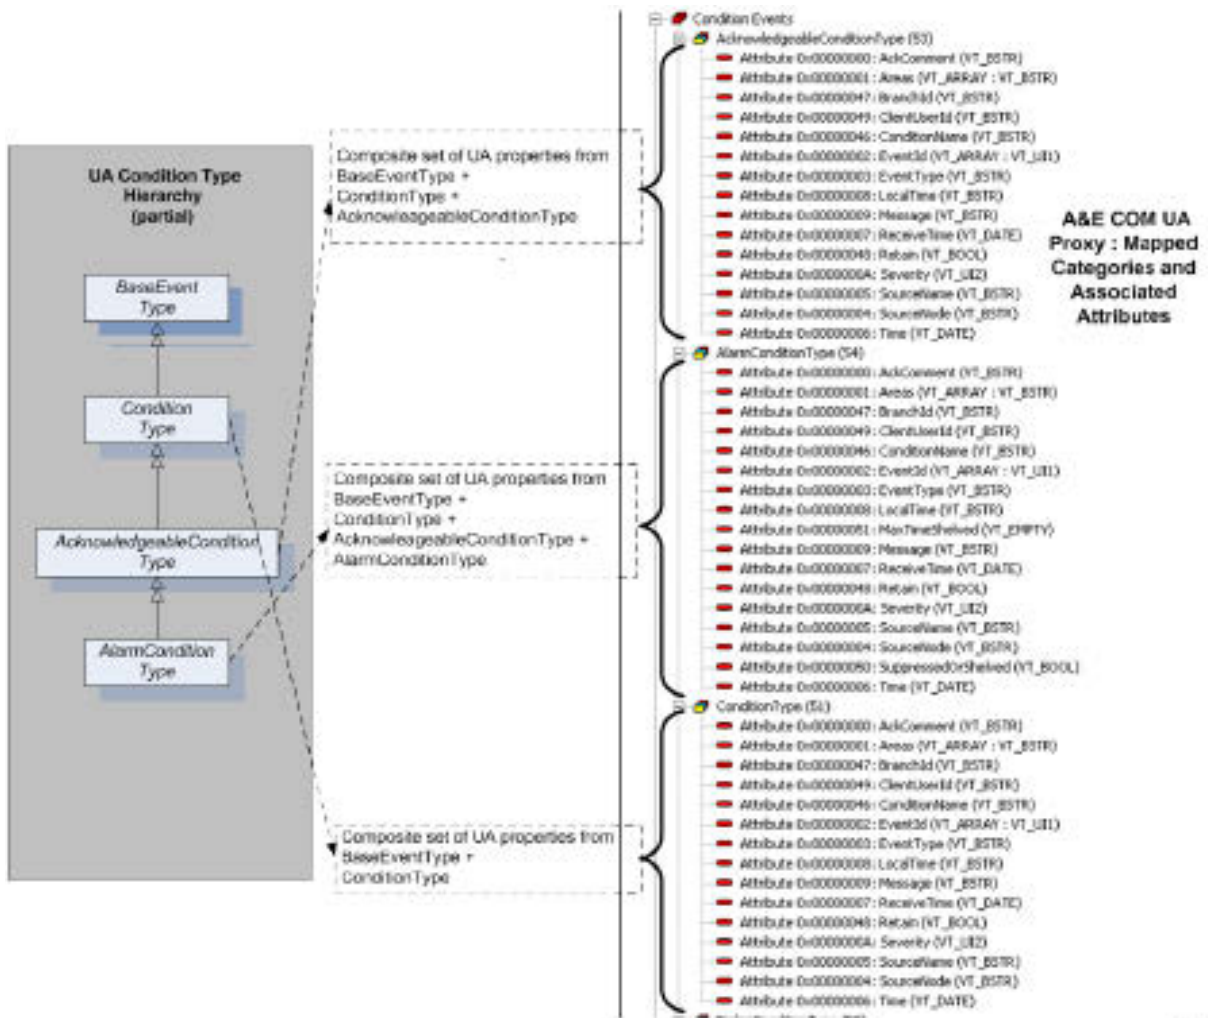 UA Condition Type
Hierarchy
(partial)
BaseEvent
Type
Condition
Type
AcknowledgeableCondition
Type
AlarmCondition
Type
Composite set of UA properties from
BaseEventType +
ConditionType +
AcknowleageableConditionType
Composite set of UA properties from
BaseEventType +
ConditionType +
AcknowleageableConditionType +
AlarmConditionType
Composite set of UA properties from
BaseEventType +
ConditionType
Condition Events
AcknowledgeableConditionType (53)
Attribute 0x00000000: AckComment (VT_BSTR)
Attribute 0x00000001: Areas (VT_ARRAY : VT_BSTR)
Attribute 0x00000047: BranchId (VT_BSTR)
Attribute 0x00000049: ClientUserId (VT_BSTR)
Attribute 0x00000046: ConditionName (VT_BSTR)
Attribute 0x00000002: EventId (VT_ARRAY : VT_UI1)
Attribute 0x00000003: EventType (VT_BSTR)
Attribute 0x00000008: LocalTime (VT_BSTR)
Attribute 0x00000009: Message (VT_BSTR)
Attribute 0x00000007: ReceiveTime (VT_DATE)
Attribute 0x00000048: Retain (VT_BOOL)
Attribute 0x0000000A: Severity (VT_UI2)
Attribute 0x00000005: SourceName (VT_BSTR)
Attribute 0x00000004: SourceNode (VT_BSTR)
Attribute 0x00000006: Time (VT_DATE)
AlarmConditionType (54)
Attribute 0x00000000: AckComment (VT_BSTR)
Attribute 0x00000001: Areas (VT_ARRAY : VT_BSTR)
Attribute 0x00000047: BranchId (VT_BSTR)
Attribute 0x00000049: ClientUserId (VT_BSTR)
Attribute 0x00000046: ConditionName (VT_BSTR)
Attribute 0x00000002: EventId (VT_ARRAY : VT_UI1)
Attribute 0x00000003: EventType (VT_BSTR)
Attribute 0x00000008: LocalTime (VT_BSTR)
Attribute 0x00000051: MaxTimeShelved (VT_EMPTY)
Attribute 0x00000009: Message (VT_BSTR)
Attribute 0x00000007: ReceiveTime (VT_DATE)
Attribute 0x00000048: Retain (VT_BOOL)
Attribute 0x0000000A: Severity (VT_UI2)
Attribute 0x00000005: SourceName (VT_BSTR)
Attribute 0x00000004: SourceNode (VT_BSTR)
Attribute 0x00000050: SuppressedOrShelved (VT_BOOL)
Attribute 0x00000006: Time (VT_DATE)
ConditionType (51)
Attribute 0x00000000: AckComment (VT_BSTR)
Attribute 0x00000001: Areas (VT_ARRAY : VT_BSTR)
Attribute 0x00000047: BranchId (VT_BSTR)
Attribute 0x00000049: ClientUserId (VT_BSTR)
Attribute 0x00000046: ConditionName (VT_BSTR)
Attribute 0x00000002: EventId (VT_ARRAY : VT_UI1)
Attribute 0x00000003: EventType (VT_BSTR)
Attribute 0x00000008: LocalTime (VT_BSTR)
Attribute 0x00000009: Message (VT_BSTR)
Attribute 0x00000007: ReceiveTime (VT_DATE)
Attribute 0x00000048: Retain (VT_BOOL)
Attribute 0x0000000A: Severity (VT_UI2)
Attribute 0x00000005: SourceName (VT_BSTR)
Attribute 0x00000004: SourceNode (VT_BSTR)
Attribute 0x00000006: Time (VT_DATE)
A&E COM UA
Proxy : Mapped
Categories and
Associated
Attributes